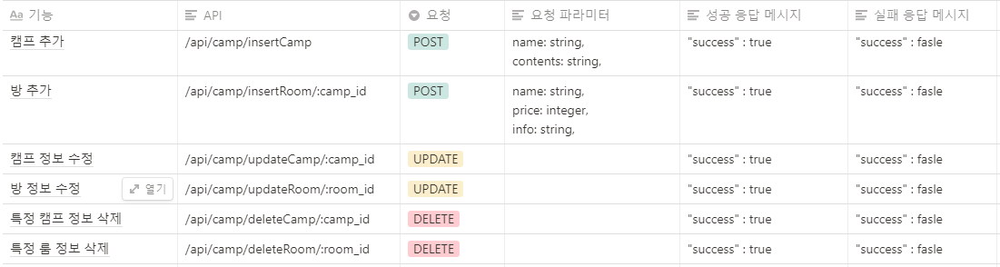 Aa 기능 API 요청 요청 파라미터 성공 응답 메시지 실패 응답 메시지
캠프 추가 /api/camp/insertCamp POST name: string, "success" : true "success" : fasle
contents: string,
방 추가 /api/camp/insertRoom/:camp_id POST name: string, "success" : true "success" : fasle
price: integer,
info: string,
캠프 정보 수정 /api/camp/updateCamp/:camp_id UPDATE "success" : true "success" : fasle
방 정보 수정 열기 /api/camp/updateRoom/:room_id UPDATE "success" : true "success" : fasle
특정 캠프 정보 삭제 /api/camp/deleteCamp/:camp_id DELETE "success" : true "success" : fasle
특정 룸 정보 삭제 /api/camp/deleteRoom/:room_id DELETE "success" : true "success" : fasle